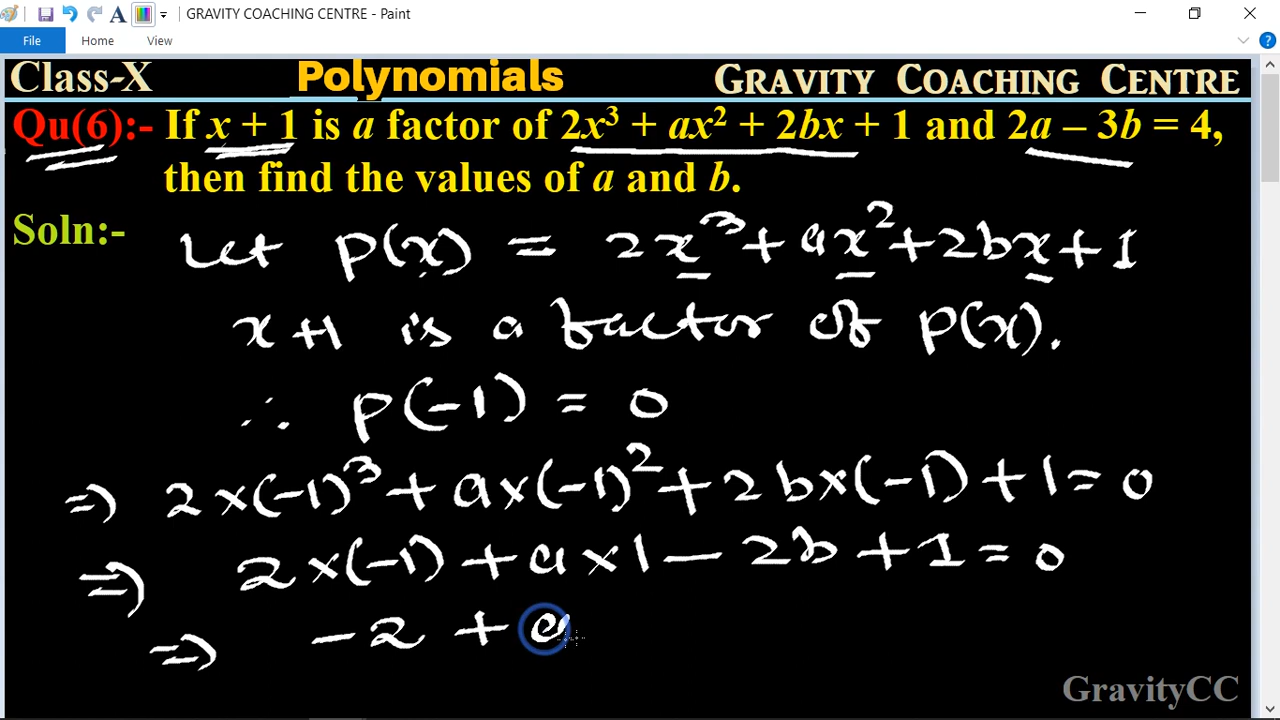 GRAVITY COACHING CENTRE - Paint
File Home View
Class-X Polynomials GRAVITY COACHING CENTRE
Qu(6):- If x + 1 is a factor of 2x³ + ax² + 2bx + 1 and 2a – 3b = 4,
then find the values of a and b.
Soln:- Let p(x) = 2x³ + ax² + 2bx + 1
x+1 is a factor of p(x).
∴ p(-1) = 0
⇒ 2×(-1)³ + a×(-1)² + 2b×(-1) + 1 = 0
⇒ 2×(-1) + a×1 – 2b + 1 = 0
⇒ -2 + a
GravityCC